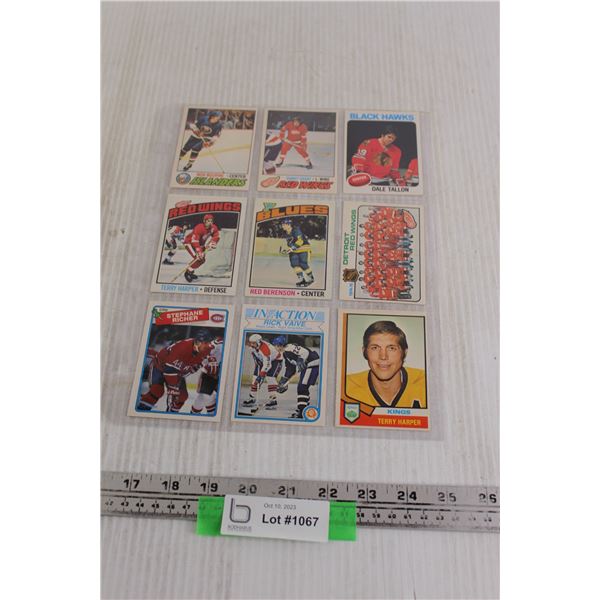 ISLANDERS
CENTER
RED WINGS
L. WING
BLACK HAWKS
DALE TALLON
RED WINGS
TERRY HARPER • DEFENSE
BLUES
RED BERENSON • CENTER
DETROIT
RED WINGS
STEPHANE
RICHER
IN ACTION
RICK VAIVE
KINGS
TERRY HARPER
17 18 19 20 21 22 23 24 25 26
Oct 10, 2023
Lot #1067